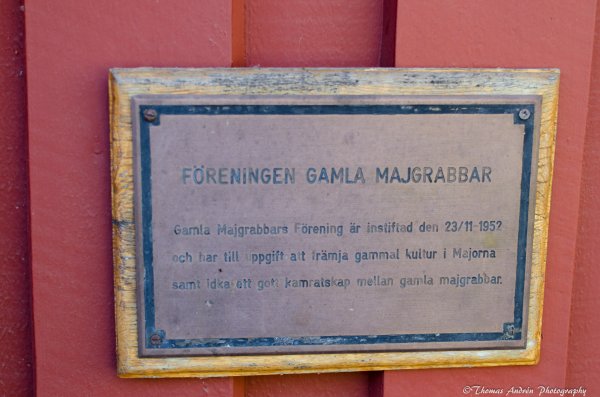 FÖRENINGEN GAMLA MAJGRABBAR
Gamla Majgrabbars Förening är instiftad den 23/11-1952
och har till uppgift att främja gammal kultur i Majorna
samt idka ett gott kamratskap mellan gamla majgrabbar.
©Thomas Andrén Photography